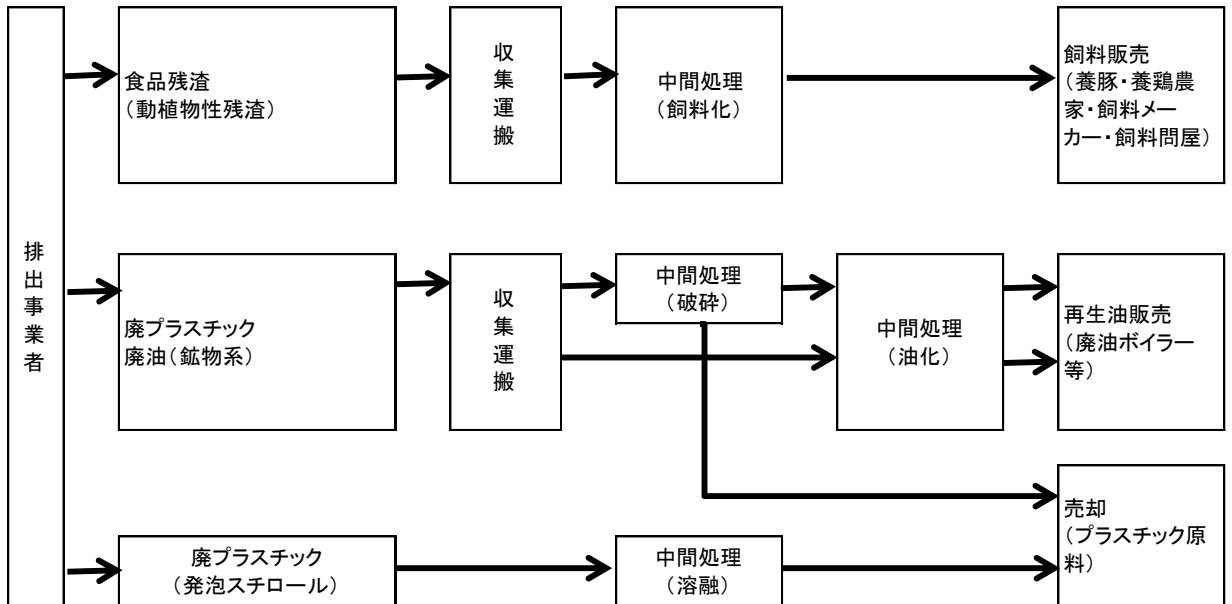 排出事業者
食品残渣
（動植物性残渣）
収集運搬
中間処理
（飼料化）
飼料販売
（養豚・養鶏農
家・飼料メー
カー・飼料問屋）
廃プラスチック
廃油（鉱物系）
収集運搬
中間処理
（破砕）
中間処理
（油化）
再生油販売
（廃油ボイラー
等）
廃プラスチック
（発泡スチロール）
中間処理
（溶融）
売却
（プラスチック原
料）